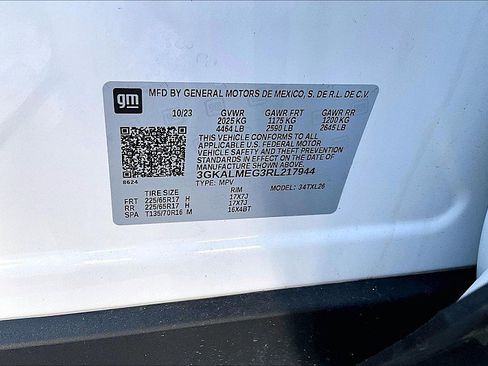 gm
MFD BY GENERAL MOTORS DE MEXICO, S. DE R.L. DE C.V.
10/23 GVWR GAWR FRT GAWR RR
2025 KG 1175 KG 1200 KG
4464 LB 2590 LB 2645 LB
THIS VEHICLE CONFORMS TO ALL
APPLICABLE U.S. FEDERAL MOTOR
VEHICLE SAFETY STANDARDS IN
EFFECT ON THE DATE OF
MANUFACTURE SHOWN ABOVE.
3GKALMEG3RL217944
8624
TYPE: MPV MODEL: 34TXL26
TIRE SIZE RIM
FRT 225/65R17 H 17X7J
RR 225/65R17 H 17X7J
SPA T135/70R16 M 16X4BT